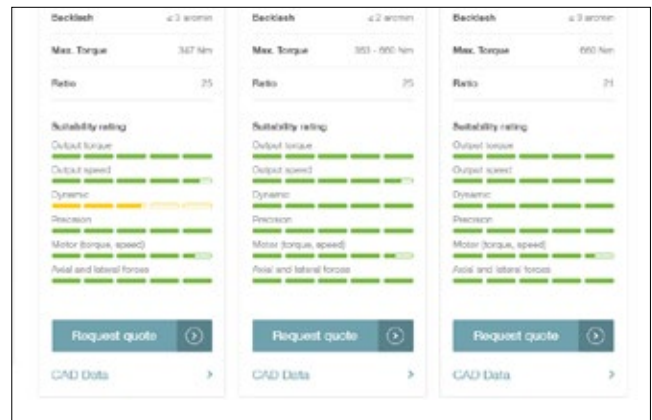 Backlash ≤ 3 arcmin
Max. Torque 347 Nm
Ratio 25
Suitability rating
Output torque
Output speed
Dynamic
Precision
Motor (torque, speed)
Axial and lateral forces
Request quote
CAD Data
Backlash ≤ 2 arcmin
Max. Torque - 660 Nm
Ratio 25
Suitability rating
Output torque
Output speed
Dynamic
Precision
Motor (torque, speed)
Axial and lateral forces
Request quote
CAD Data
Backlash ≤ 3 arcmin
Max. Torque 660 Nm
Ratio
Suitability rating
Output torque
Output speed
Dynamic
Precision
Motor (torque, speed)
Axial and lateral forces
Request quote
CAD Data